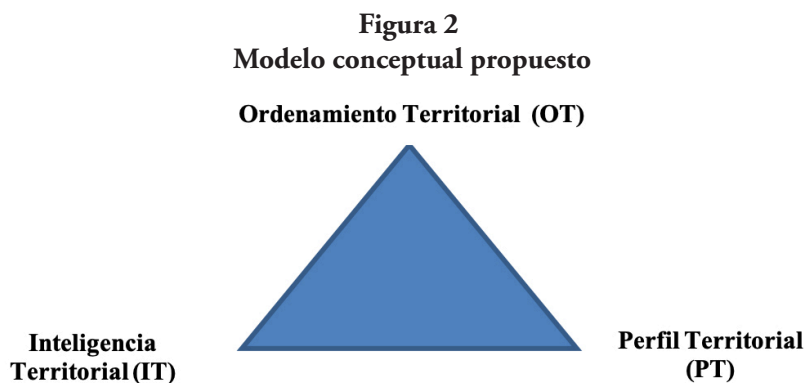 Figura 2
Modelo conceptual propuesto
Ordenamiento Territorial (OT)
Inteligencia
Territorial (IT)
Perfil Territorial
(PT)